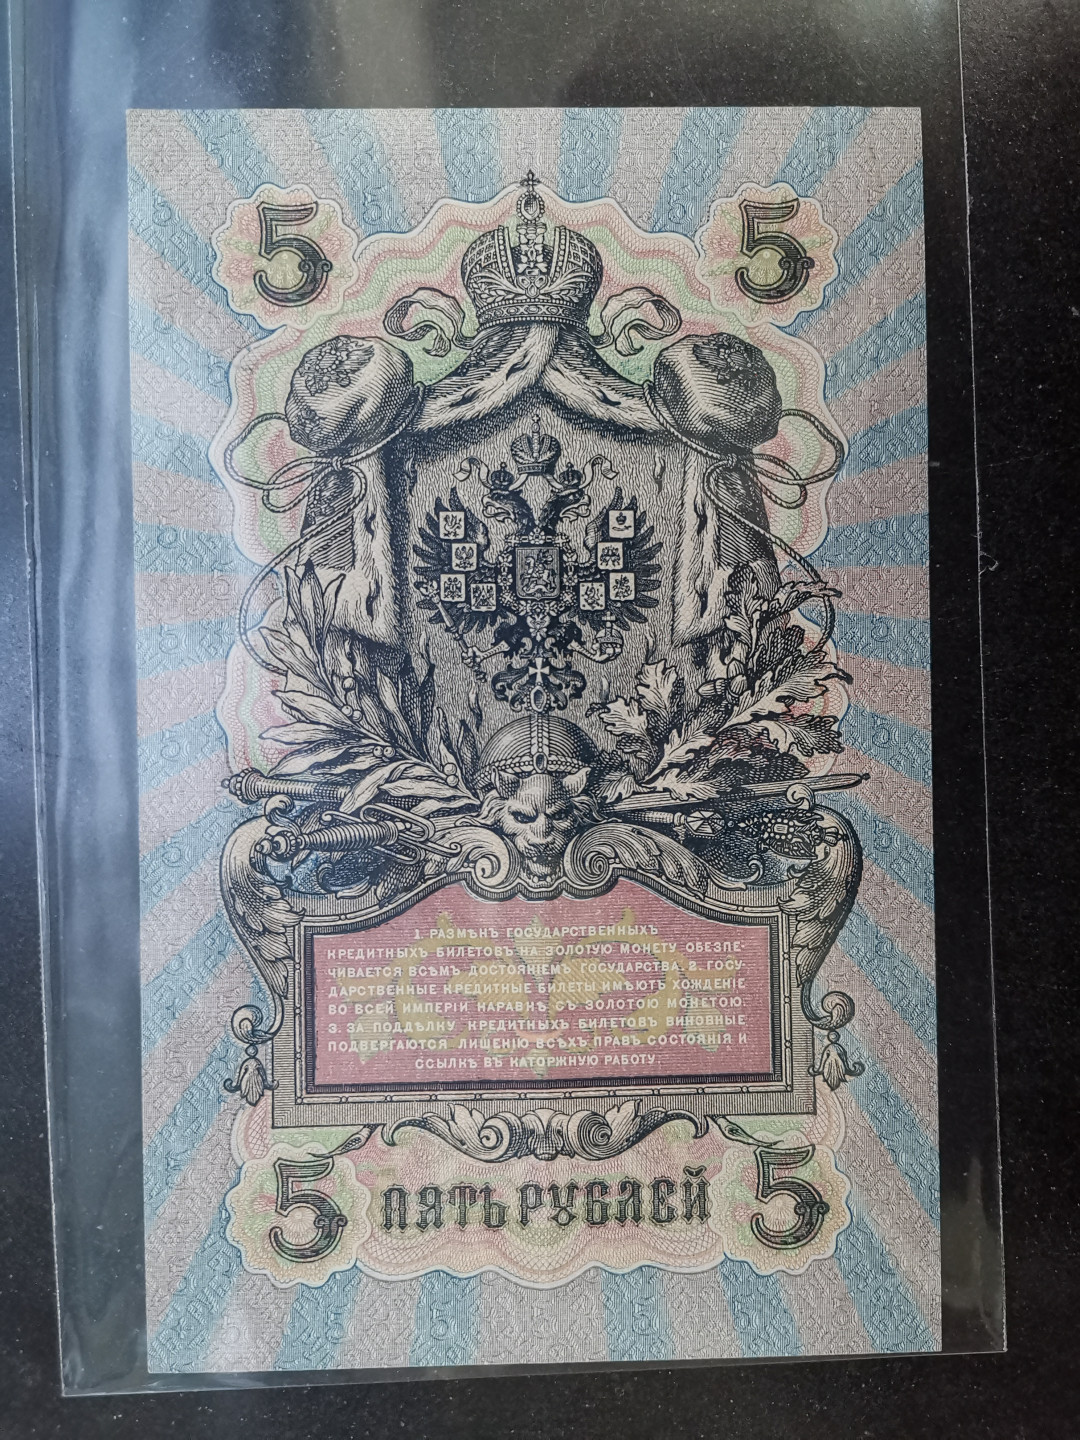 5 5
1. РАЗМѢНЪ ГОСУДАРСТВЕННЫХЪ
КРЕДИТНЫХЪ БИЛЕТОВЪ НА ЗОЛОТУЮ МОНЕТУ ОБЕЗПЕ-
ЧИВАЕТСЯ ВСѢМЪ ДОСТОЯНІЕМЪ ГОСУДАРСТВА. 2. ГОСУ-
ДАРСТВЕННЫЕ КРЕДИТНЫЕ БИЛЕТЫ ИМѢЮТЪ ХОЖДЕНІЕ
ВО ВСЕЙ ИМПЕРІИ НАРАВНѢ СЪ ЗОЛОТОЮ МОНЕТОЮ.
3. ЗА ПОДДѢЛКУ КРЕДИТНЫХЪ БИЛЕТОВЪ ВИНОВНЫЕ
ПОДВЕРГАЮТСЯ ЛИШЕНІЮ ВСѢХЪ ПРАВЪ СОСТОЯНІЯ И
ССЫЛКѢ ВЪ КАТОРЖНУЮ РАБОТУ.
5 ПЯТЬ РУБЛЕЙ 5